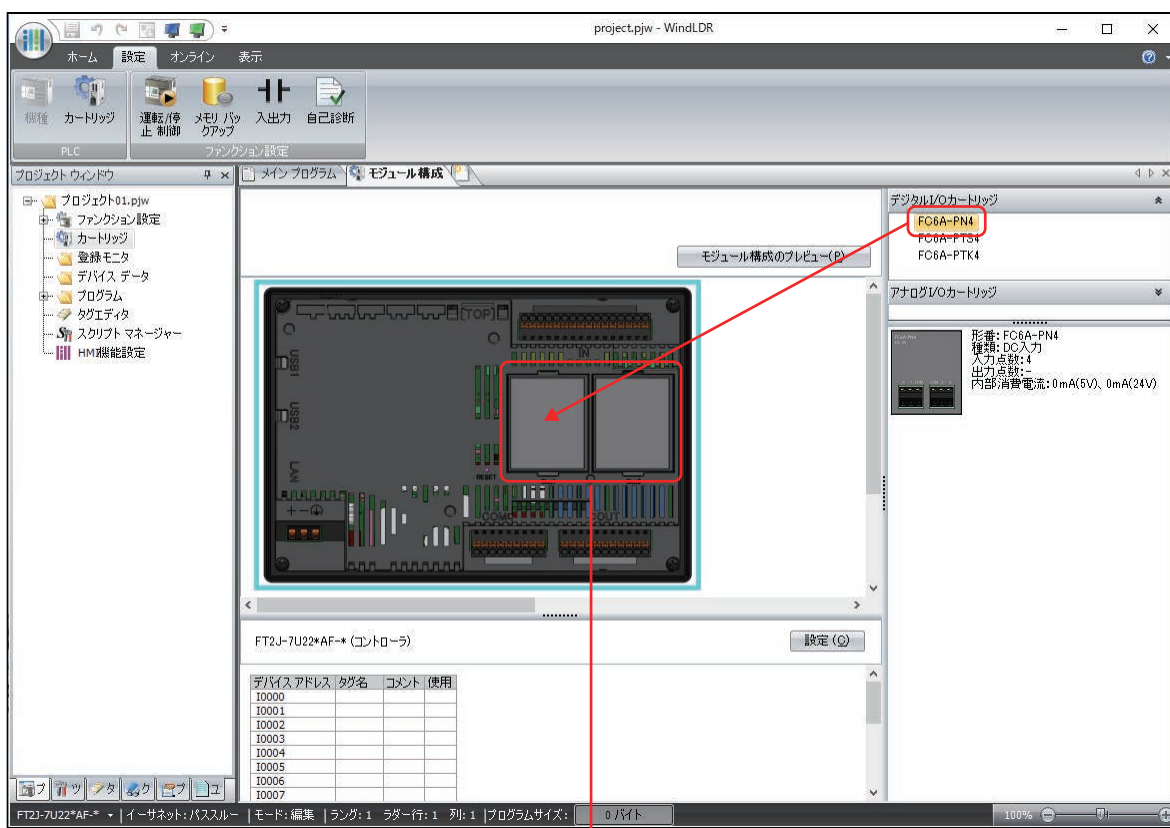 project.pjw - WindLDR
ホーム 設定 オンライン 表示
機種 カートリッジ 運転/停止 制御 メモリ バックアップ 入出力 自己診断
PLC ファンクション設定
プロジェクト ウィンドウ
メイン プログラム モジュール構成
プロジェクト01.pjw
ファンクション設定
カートリッジ
登録モニタ
デバイス データ
プログラム
タグエディタ
スクリプト マネージャー
HMI機能設定
モジュール構成のプレビュー(P)
[TOP]
IN
USB1
USB2
LAN
RESET
+ -
COM2
OUT
デジタルI/Oカートリッジ
FC6A-PN4
FC6A-PTS4
FC6A-PTK4
アナログI/Oカートリッジ
形番: FC6A-PN4
種類: DC入力
入力点数: 4
出力点数: -
内部消費電流: 0mA(5V)、0mA(24V)
FT2J-7U22*AF-* (コントローラ)
設定 (C)
デバイス アドレス タグ名 コメント 使用
I0000
I0001
I0002
I0003
I0004
I0005
I0006
I0007
プ ツ タ ク プ ユ
FT2J-7U22*AF-* イーサネット: パススルー モード: 編集 ラング: 1 ラダー行: 1 列: 1 プログラムサイズ: 0 バイト 100%